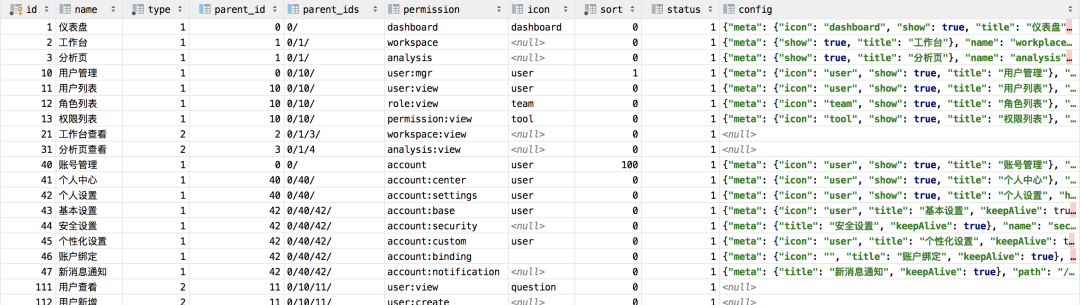 id name type parent_id parent_ids permission icon sort status config
1 仪表盘 1 0 0/ dashboard dashboard 0 1 {"meta": {"icon": "dashboard", "show": true, "title": "仪表盘"…
2 工作台 1 1 0/1/ workspace <null> 0 1 {"meta": {"show": true, "title": "工作台"}, "name": "workplace…
3 分析页 1 1 0/1/ analysis <null> 0 1 {"meta": {"show": true, "title": "分析页"}, "name": "analysis"…
10 用户管理 1 0 0/10/ user:mgr user 1 1 {"meta": {"icon": "user", "show": true, "title": "用户管理"}, "…
11 用户列表 1 10 0/10/ user:view user 0 1 {"meta": {"icon": "user", "show": true, "title": "用户列表"}, "…
12 角色列表 1 10 0/10/ role:view team 0 1 {"meta": {"icon": "team", "show": true, "title": "角色列表"}, "…
13 权限列表 1 10 0/10/ permission:view tool 0 1 {"meta": {"icon": "tool", "show": true, "title": "权限列表"}, "…
21 工作台查看 2 2 0/1/3/ workspace:view <null> 0 1 <null>
31 分析页查看 2 3 0/1/4 analysis:view <null> 0 1 <null>
40 账号管理 1 0 0/ account user 100 1 {"meta": {"icon": "user", "show": true, "title": "账号管理"}, "…
41 个人中心 1 40 0/40/ account:center user 0 1 {"meta": {"icon": "user", "show": true, "title": "个人中心"}, "…
42 个人设置 1 40 0/40/ account:settings user 0 1 {"meta": {"icon": "user", "show": true, "title": "个人设置", "h…
43 基本设置 1 42 0/40/42/ account:base user 0 1 {"meta": {"icon": "user", "title": "基本设置", "keepAlive": tru…
44 安全设置 1 42 0/40/42/ account:security <null> 0 1 {"meta": {"title": "安全设置", "keepAlive": true}, "name": "sec…
45 个性化设置 1 42 0/40/42/ account:custom user 0 1 {"meta": {"icon": "user", "title": "个性化设置", "keepAlive": t…
46 账户绑定 1 42 0/40/42/ account:binding 0 1 {"meta": {"icon": "", "title": "账户绑定", "keepAlive": true}, …
47 新消息通知 1 42 0/40/42/ account:notification <null> 0 1 {"meta": {"title": "新消息通知", "keepAlive": true}, "path": "/…
111 用户查看 2 11 0/10/11/ user:view question 0 1 <null>
112 用户新增 2 11 0/10/11/ user:create <null> 0 1 <null>